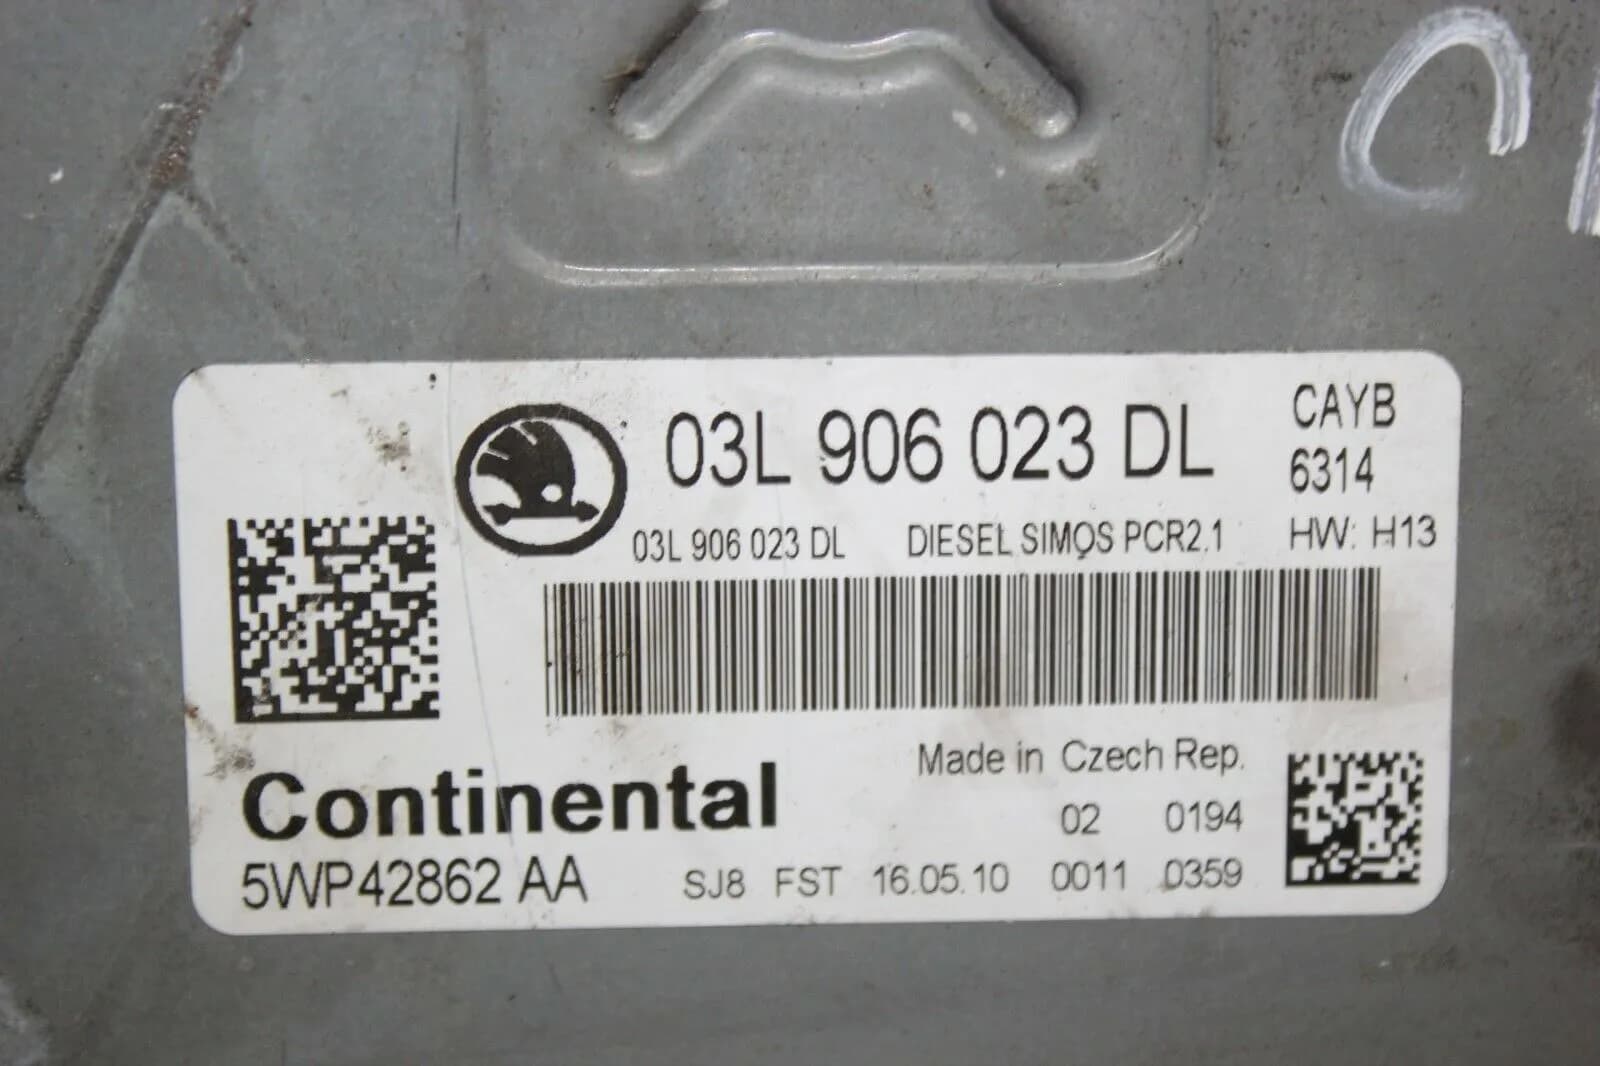 03L 906 023 DL
CAYB
6314
03L 906 023 DL DIESEL SIMOS PCR2.1 HW: H13
Made in Czech Rep.
Continental
02 0194
5WP42862 AA SJ8 FST 16.05.10 0011 0359